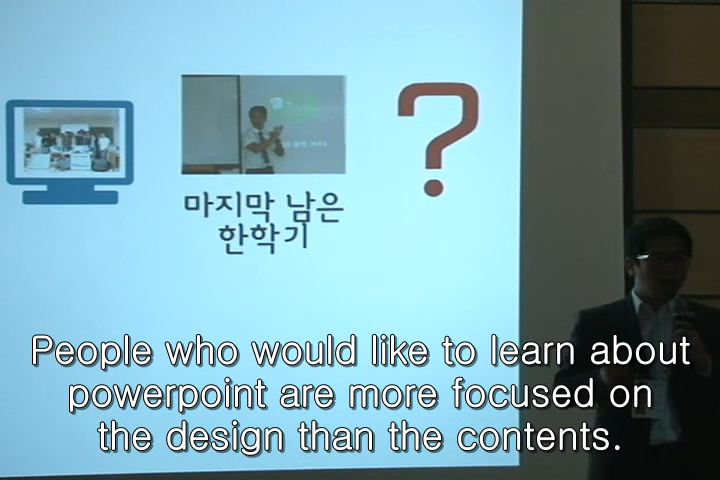 ?
마지막 남은
한학기
People who would like to learn about
powerpoint are more focused on
the design than the contents.